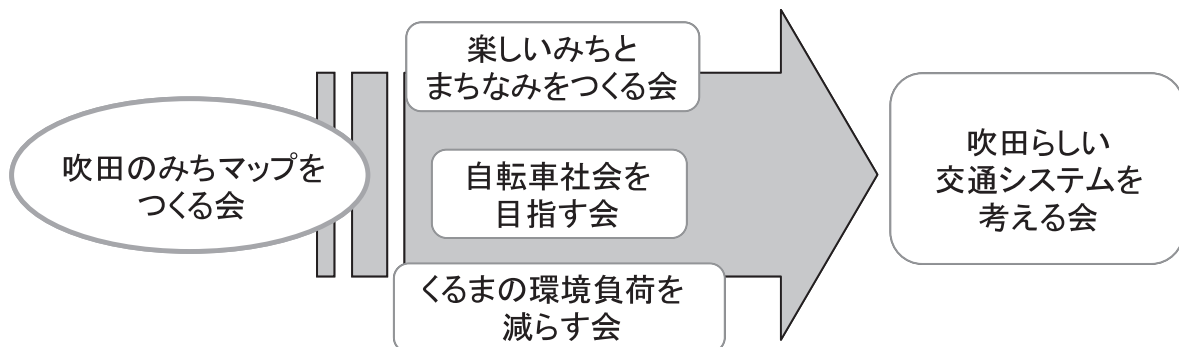 吹田のみちマップを
つくる会
楽しいみちと
まちなみをつくる会
自転車社会を
目指す会
くるまの環境負荷を
減らす会
吹田らしい
交通システムを
考える会